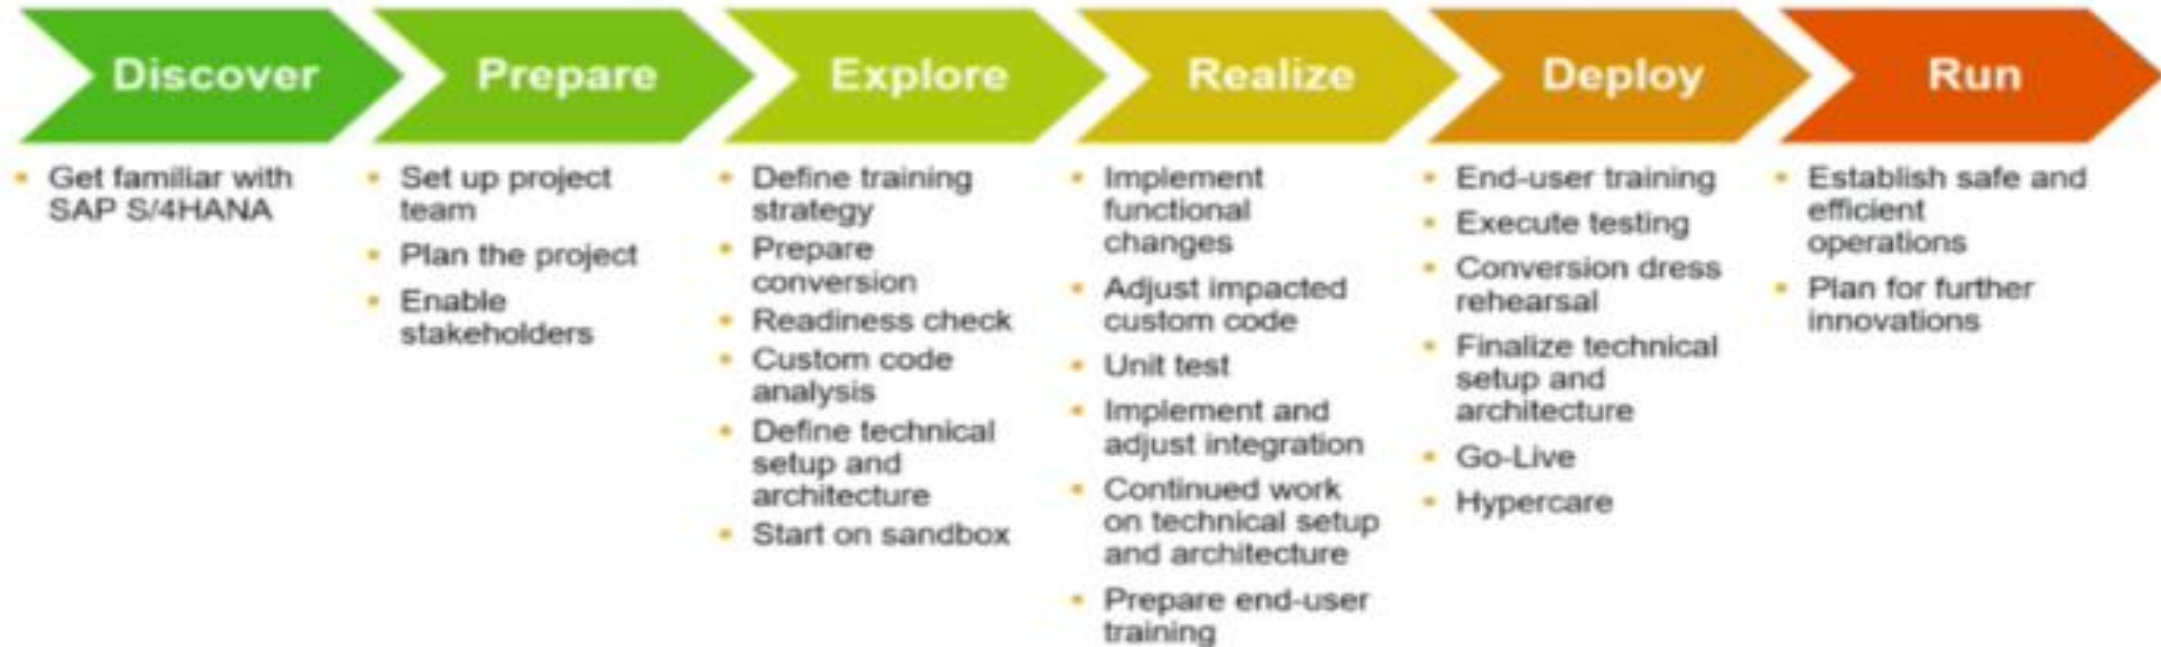 Discover
Prepare
Explore
Realize
Deploy
Run
Get familiar with
SAP S/4HANA
Set up project
team
Plan the project
Enable
stakeholders
Define training
strategy
Prepare
conversion
Readiness check
Custom code
analysis
Define technical
setup and
architecture
Start on sandbox
Implement
functional
changes
Adjust impacted
custom code
Unit test
Implement and
adjust integration
Continued work
on technical setup
and architecture
Prepare end-user
training
End-user training
Execute testing
Conversion dress
rehearsal
Finalize technical
setup and
architecture
Go-Live
Hypercare
Establish safe and
efficient
operations
Plan for further
innovations